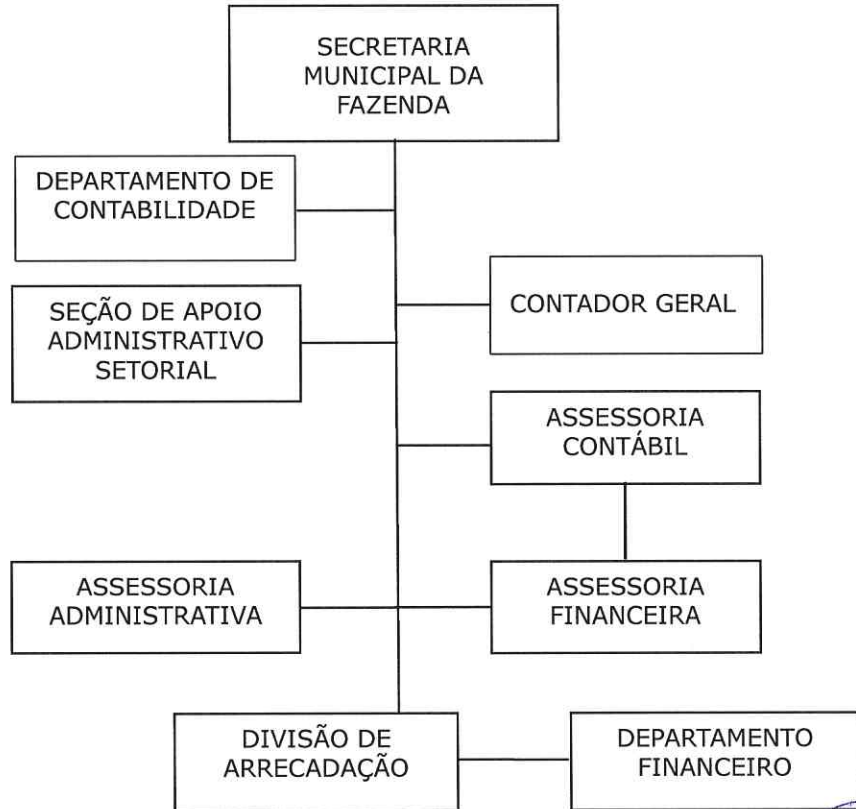 SECRETARIA
MUNICIPAL DA
FAZENDA
DEPARTAMENTO DE
CONTABILIDADE
SEÇÃO DE APOIO
ADMINISTRATIVO
SETORIAL
CONTADOR GERAL
ASSESSORIA
CONTÁBIL
ASSESSORIA
ADMINISTRATIVA
ASSESSORIA
FINANCEIRA
DIVISÃO DE
ARRECADAÇÃO
DEPARTAMENTO
FINANCEIRO